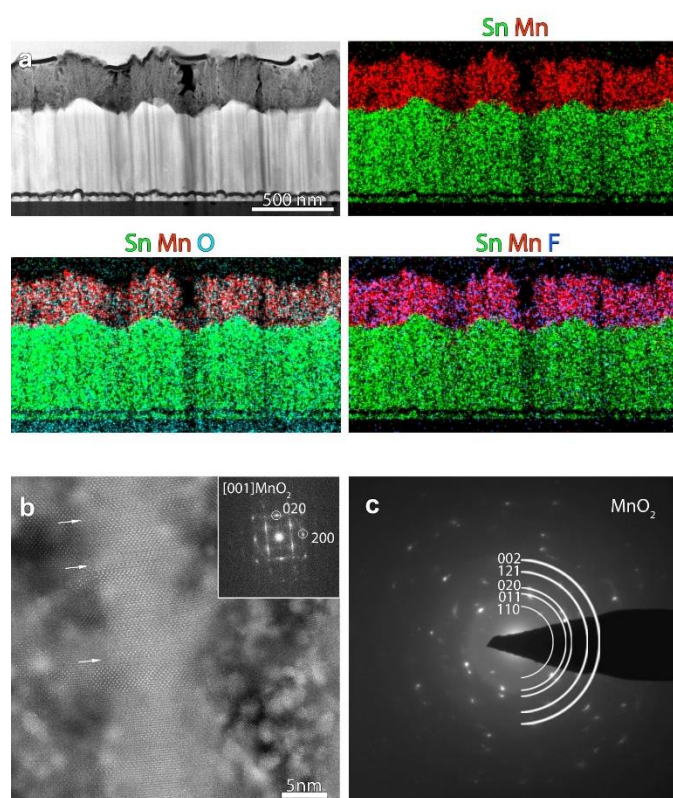 a
500 nm
Sn Mn
Sn Mn O
Sn Mn F
b
[001]MnO₂
020
200
5nm
c
MnO₂
002
121
020
011
110